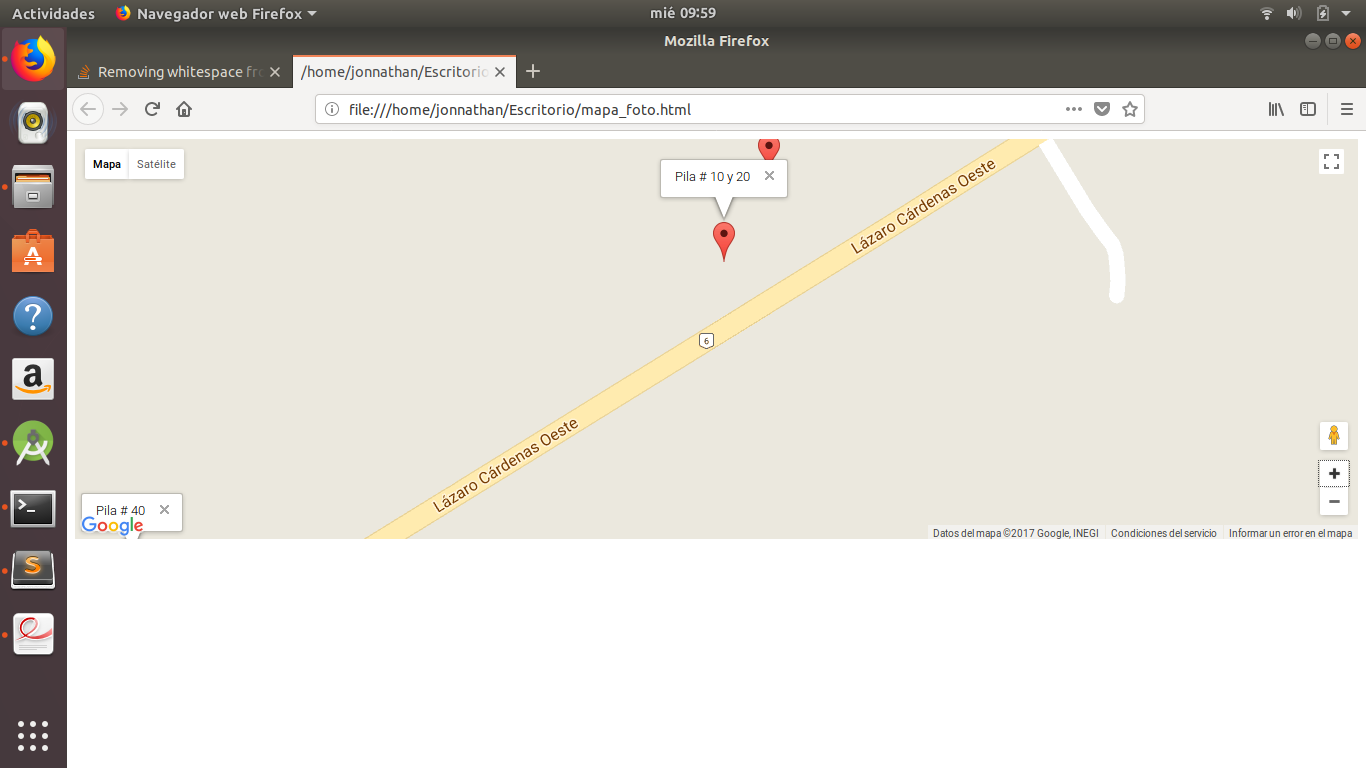 Actividades
Navegador web Firefox
mié 09:59
Mozilla Firefox
Removing whitespace fro
/home/jonnathan/Escritorio
file:///home/jonnathan/Escritorio/mapa_foto.html
Mapa
Satélite
Pila # 10 y 20
Lázaro Cárdenas Oeste
6
Lázaro Cárdenas Oeste
Pila # 40
Google
Datos del mapa ©2017 Google, INEGI
Condiciones del servicio
Informar un error en el mapa